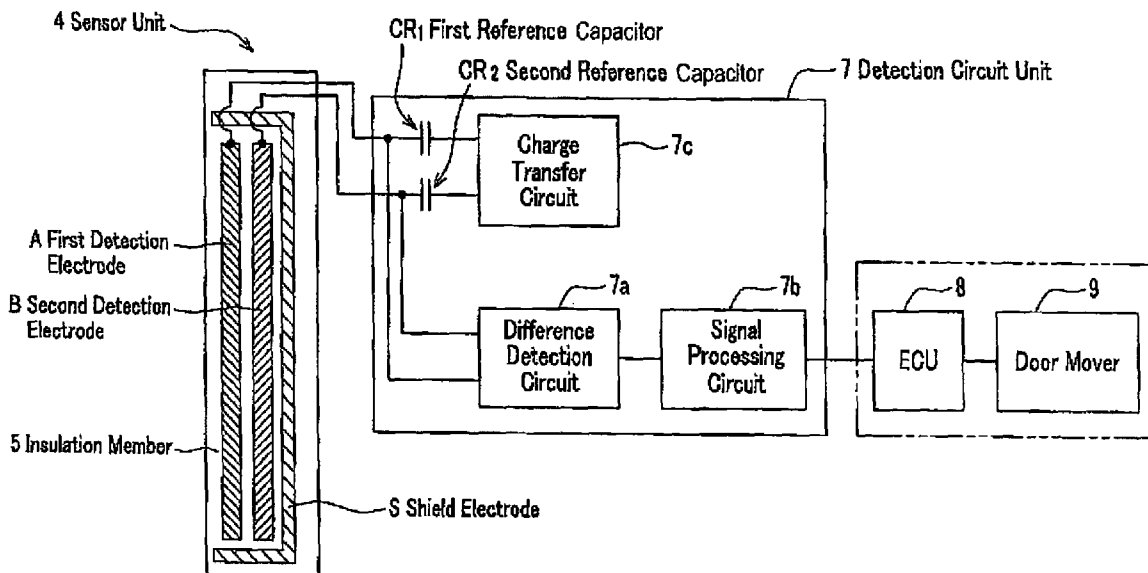 4 Sensor Unit
CR1 First Reference Capacitor
CR2 Second Reference Capacitor
7 Detection Circuit Unit
Charge
Transfer
Circuit
7c
A First Detection
Electrode
B Second Detection
Electrode
7a
Difference
Detection
Circuit
7b
Signal
Processing
Circuit
8
ECU
9
Door Mover
5 Insulation Member
S Shield Electrode